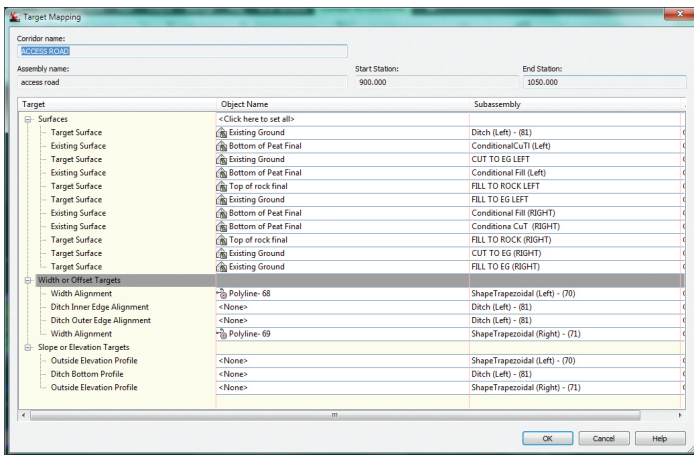 Target Mapping
Corridor name:
ACCESS ROAD
Assembly name: Start Station: End Station:
access road 900.000 1050.000
Target Object Name Subassembly
Surfaces <Click here to set all>
Target Surface Existing Ground Ditch (Left) - (81)
Existing Surface Bottom of Peat Final ConditionalCuTl (Left)
Target Surface Existing Ground CUT TO EG LEFT
Existing Surface Bottom of Peat Final Conditional Fill (Left)
Target Surface Top of rock final FILL TO ROCK LEFT
Target Surface Existing Ground FILL TO EG LEFT
Existing Surface Bottom of Peat Final Conditional Fill (RIGHT)
Existing Surface Bottom of Peat Final Conditiona CuT (RIGHT)
Target Surface Top of rock final FILL TO ROCK (RIGHT)
Target Surface Existing Ground CUT TO EG (RIGHT)
Target Surface Existing Ground FILL TO EG (RIGHT)
Width or Offset Targets
Width Alignment Polyline- 68 ShapeTrapezoidal (Left) - (70)
Ditch Inner Edge Alignment <None> Ditch (Left) - (81)
Ditch Outer Edge Alignment <None> Ditch (Left) - (81)
Width Alignment Polyline- 69 ShapeTrapezoidal (Right) - (71)
Slope or Elevation Targets
Outside Elevation Profile <None> ShapeTrapezoidal (Left) - (70)
Ditch Bottom Profile <None> Ditch (Left) - (81)
Outside Elevation Profile <None> ShapeTrapezoidal (Right) - (71)
OK Cancel Help